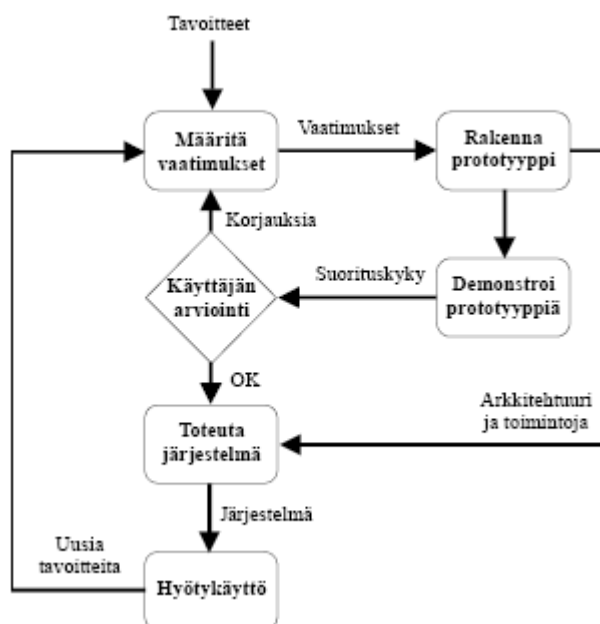 Tavoitteet
Määritä
vaatimukset
Vaatimukset
Rakenna
prototyyppi
Korjauksia
Käyttäjän
arviointi
Suorituskyky
Demonstroi
prototyyppiä
OK
Arkkitehtuuri
ja toimintoja
Toteuta
järjestelmä
Järjestelmä
Uusia
tavoitteita
Hyötykäyttö